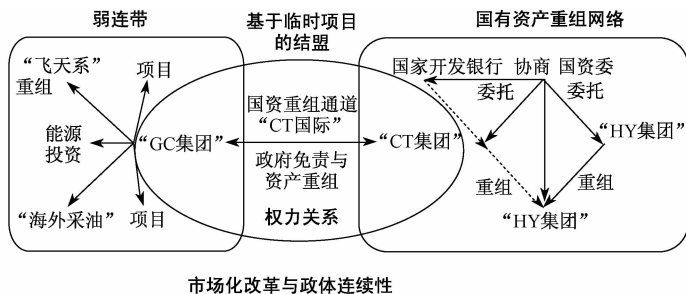 弱连带
基于临时项目
的结盟
国有资产重组网络
“飞天系”
重组
项目
能源
投资
“GC集团”
“海外采油”
项目
国资重组通道
“CT国际”
政府免责与
资产重组
权力关系
“CT集团”
国家开发银行 协商 国资委
委托 委托
“HY集团”
重组 重组
“HY集团”
市场化改革与政体连续性